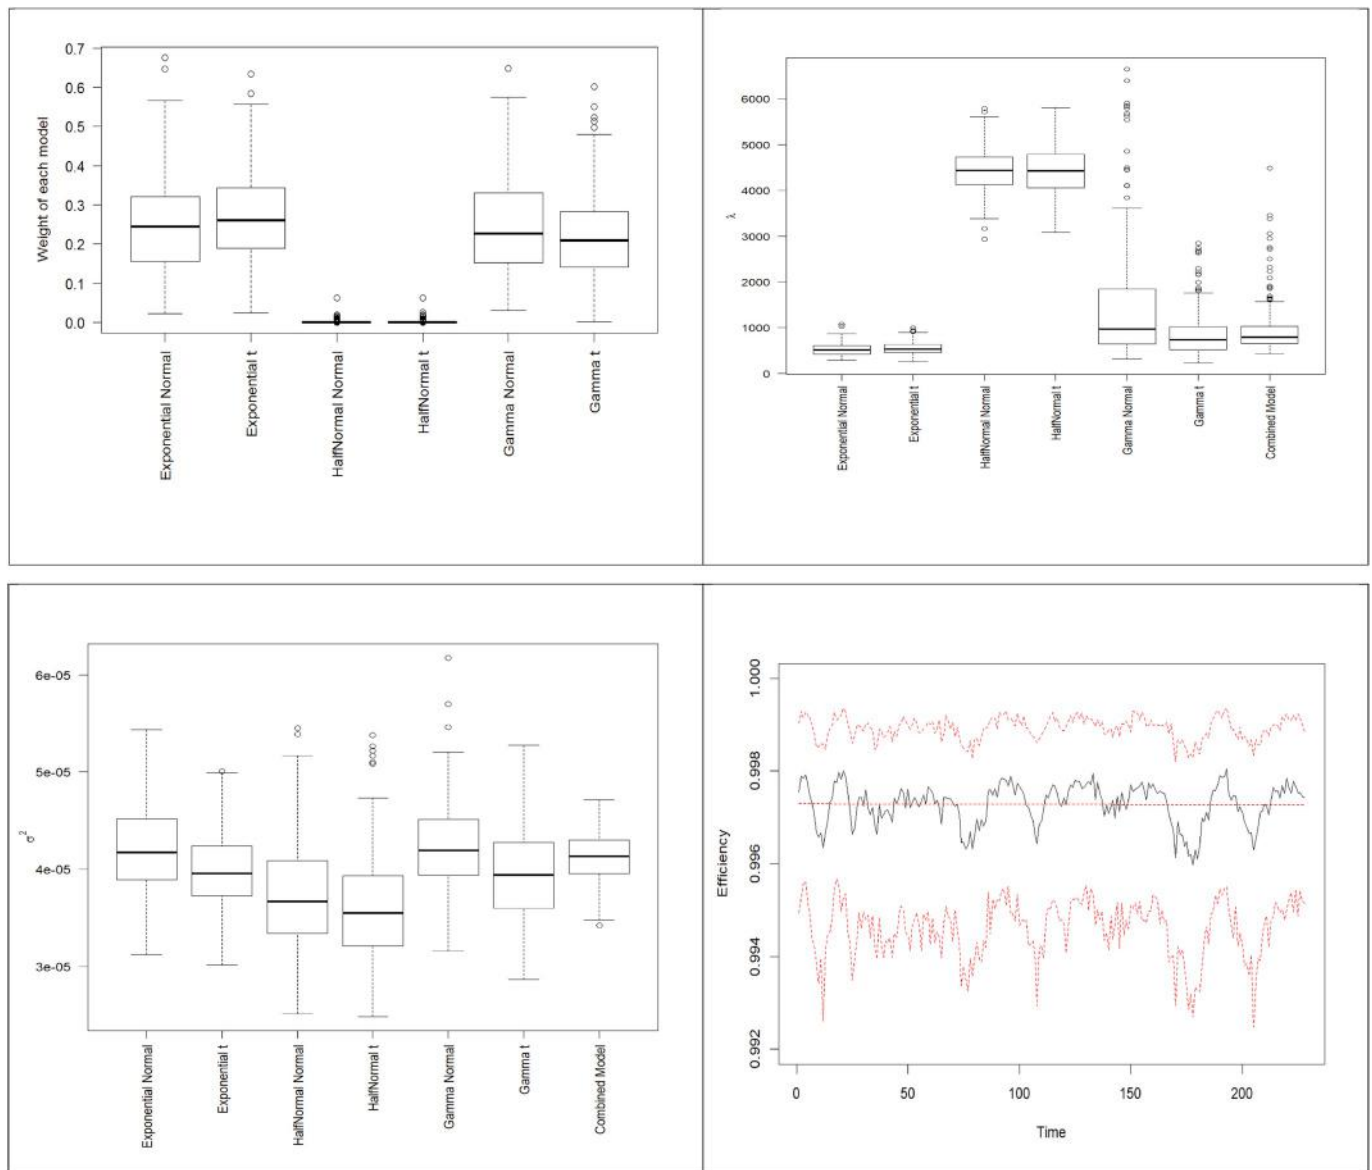 Weight of each model
0.7
0.6
0.5
0.4
0.3
0.2
0.1
0.0
Exponential Normal
Exponential t
HalfNormal Normal
HalfNormal t
Gamma Normal
Gamma t
λ
6000
5000
4000
3000
2000
1000
0
Exponential Normal
Exponential t
HalfNormal Normal
HalfNormal t
Gamma Normal
Gamma t
Combined Model
σ²
6e-05
5e-05
4e-05
3e-05
Exponential Normal
Exponential t
HalfNormal Normal
HalfNormal t
Gamma Normal
Gamma t
Combined Model
Efficiency
1.000
0.998
0.996
0.994
0.992
0
50
100
150
200
Time